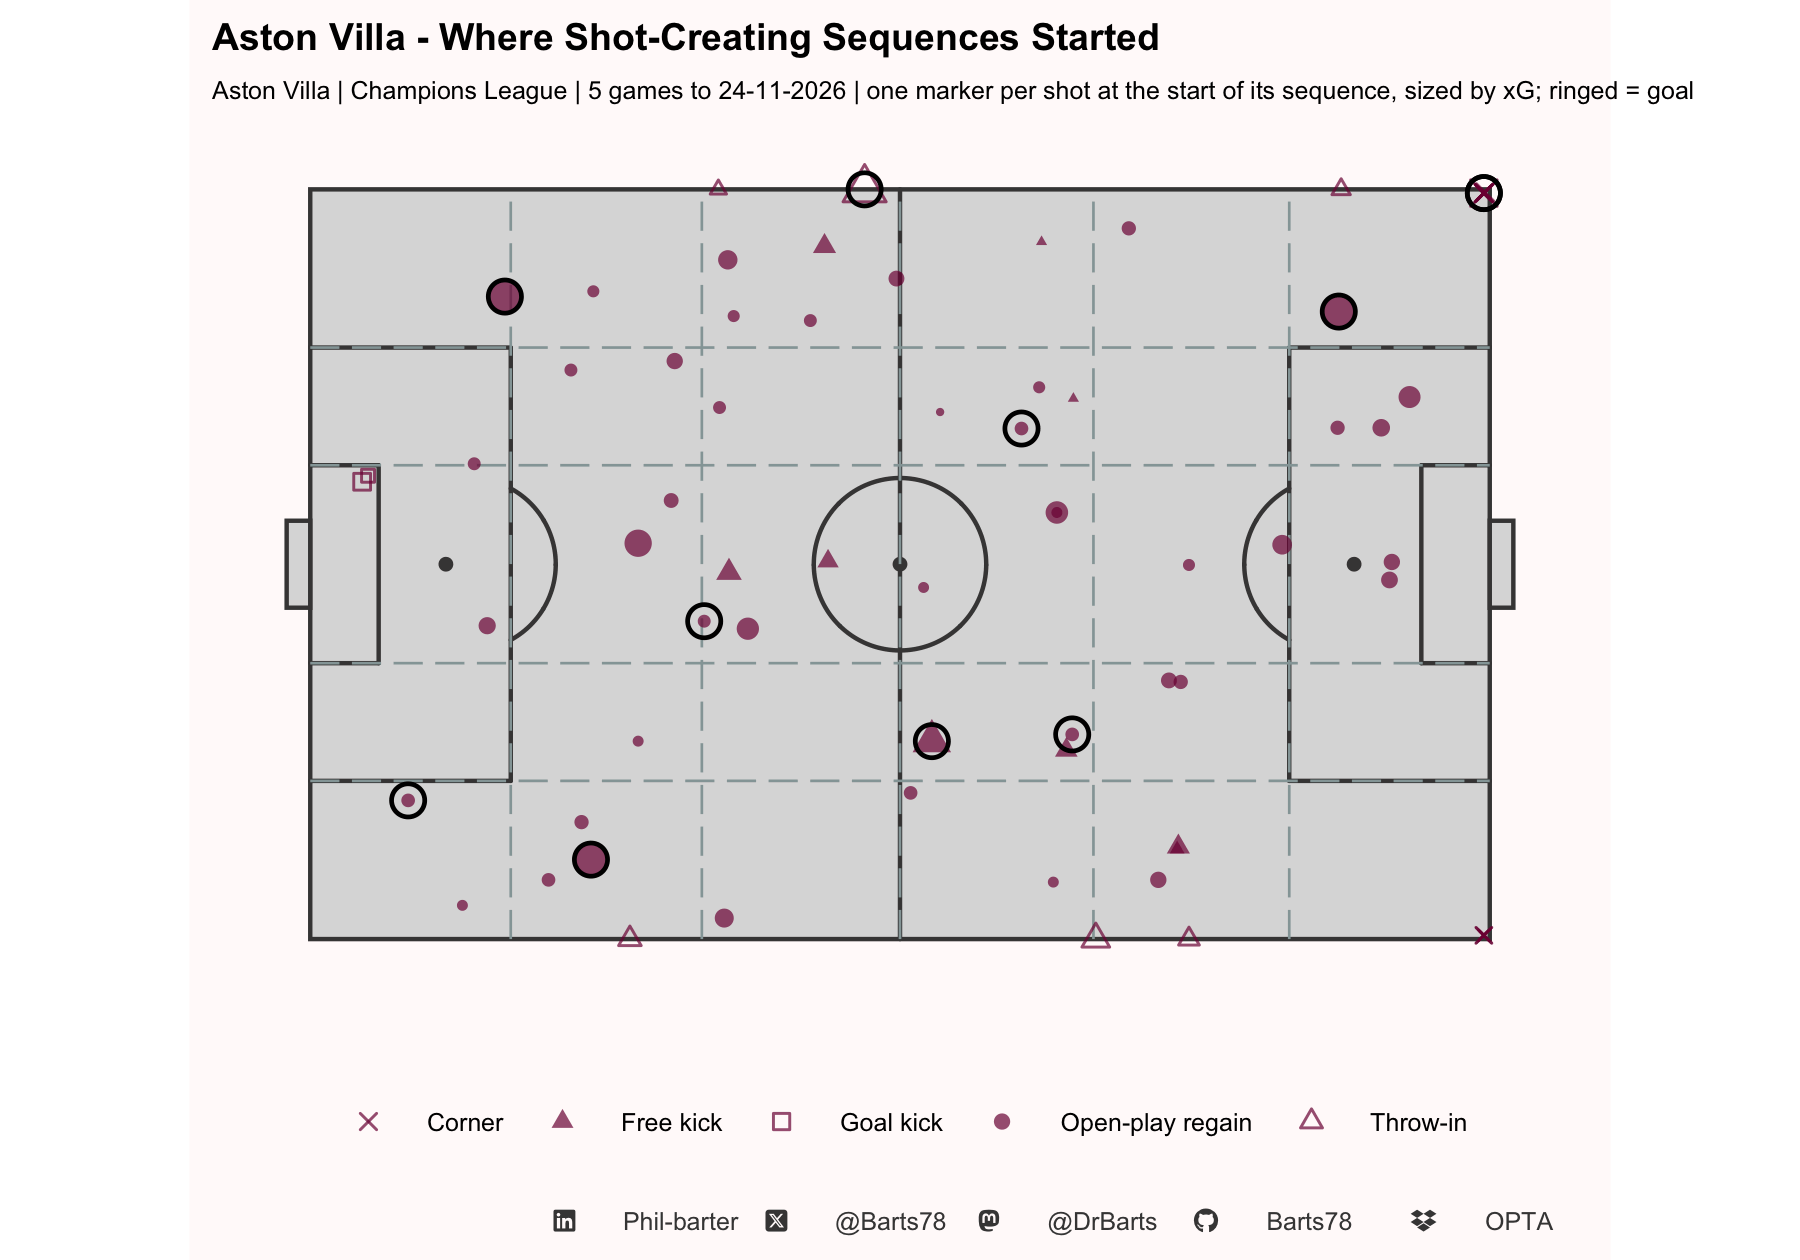 Aston Villa - Where Shot-Creating Sequences Started
Aston Villa | Champions League | 5 games to 24-11-2026 | one marker per shot at the start of its sequence, sized by xG; ringed = goal
Corner Free kick Goal kick Open-play regain Throw-in
Phil-barter @Barts78 @DrBarts Barts78 OPTA